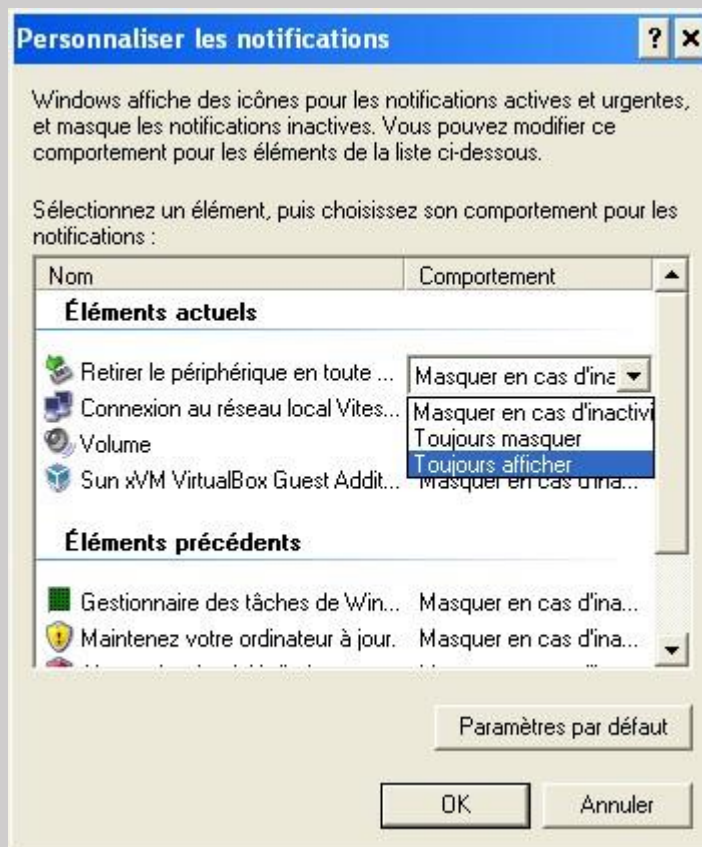 Personnaliser les notifications
Windows affiche des icônes pour les notifications actives et urgentes,
et masque les notifications inactives. Vous pouvez modifier ce
comportement pour les éléments de la liste ci-dessous.
Sélectionnez un élément, puis choisissez son comportement pour les
notifications :
Nom Comportement
Éléments actuels
Retirer le périphérique en toute ... Masquer en cas d'ina
Connexion au réseau local Vites... Masquer en cas d'inactivi
Volume Toujours masquer
Toujours afficher
Sun xVM VirtualBox Guest Addit... Masquer en cas d'ina...
Éléments précédents
Gestionnaire des tâches de Win... Masquer en cas d'ina...
Maintenez votre ordinateur à jour. Masquer en cas d'ina...
Paramètres par défaut
OK Annuler